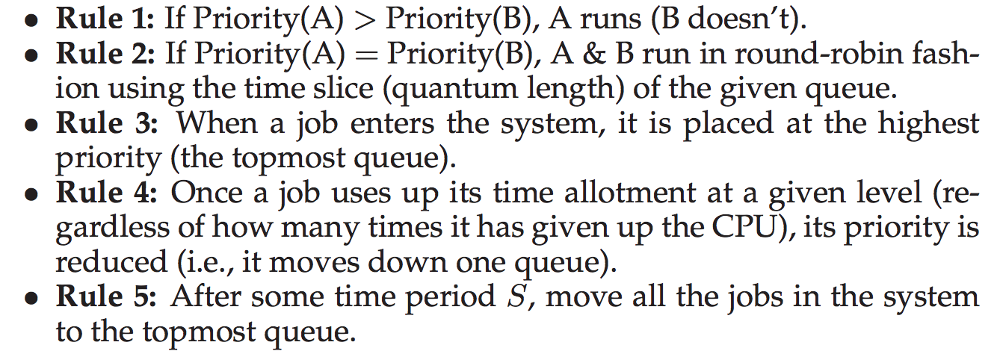 • Rule 1: If Priority(A) > Priority(B), A runs (B doesn't).
• Rule 2: If Priority(A) = Priority(B), A & B run in round-robin fash-
ion using the time slice (quantum length) of the given queue.
• Rule 3: When a job enters the system, it is placed at the highest
priority (the topmost queue).
• Rule 4: Once a job uses up its time allotment at a given level (re-
gardless of how many times it has given up the CPU), its priority is
reduced (i.e., it moves down one queue).
• Rule 5: After some time period S, move all the jobs in the system
to the topmost queue.